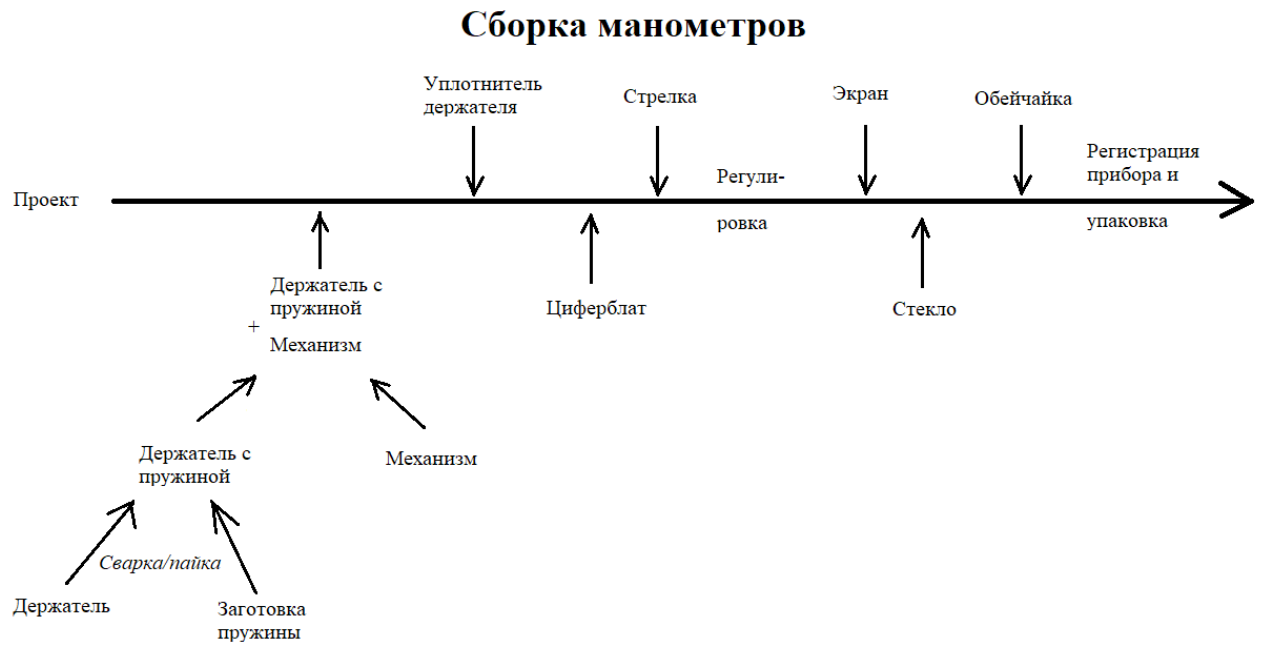 Сборка манометров
Уплотнитель
держателя
Стрелка
Экран
Обейчайка
Проект
Регули-
ровка
Регистрация
прибора и
упаковка
Держатель с
пружиной
+
Механизм
Циферблат
Стекло
Держатель с
пружиной
Механизм
Сварка/пайка
Держатель
Заготовка
пружины